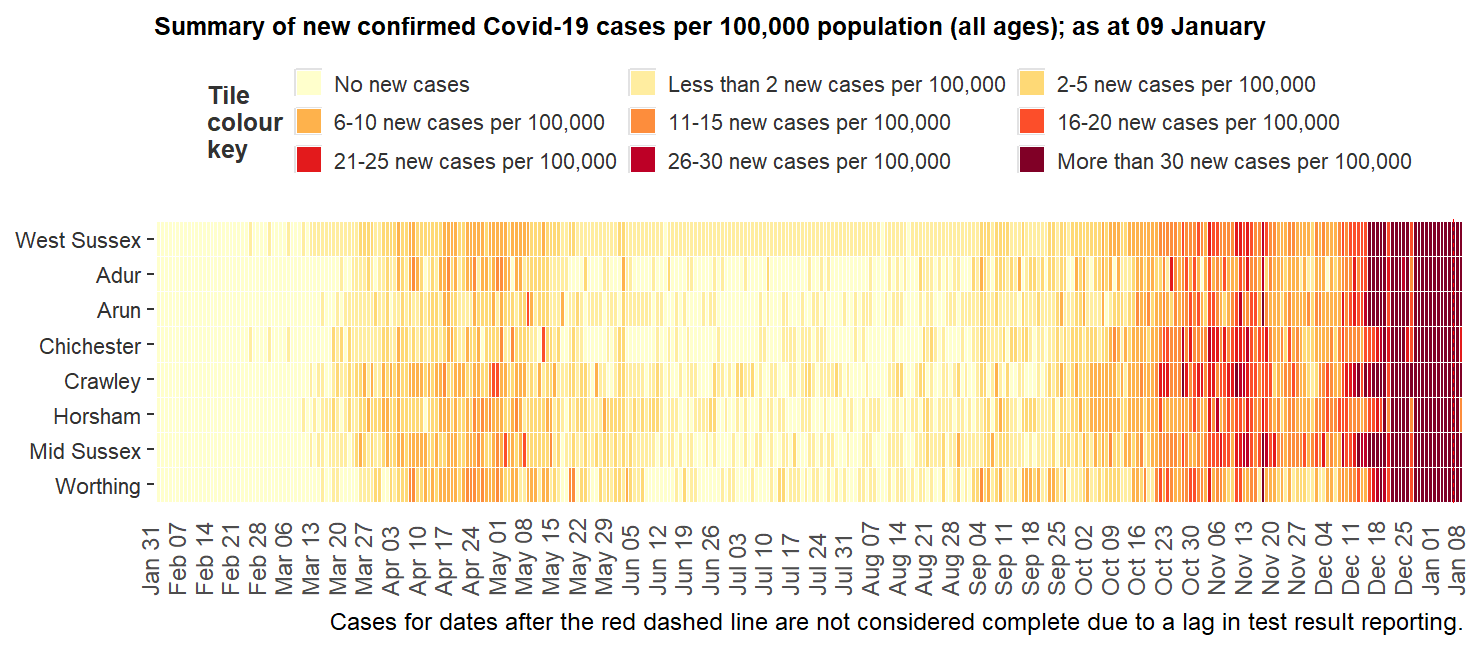 Summary of new confirmed Covid-19 cases per 100,000 population (all ages); as at 09 January
Tile
colour
key
No new cases
Less than 2 new cases per 100,000
2-5 new cases per 100,000
6-10 new cases per 100,000
11-15 new cases per 100,000
16-20 new cases per 100,000
21-25 new cases per 100,000
26-30 new cases per 100,000
More than 30 new cases per 100,000
West Sussex
Adur
Arun
Chichester
Crawley
Horsham
Mid Sussex
Worthing
Jan 31
Feb 07
Feb 14
Feb 21
Feb 28
Mar 06
Mar 13
Mar 20
Mar 27
Apr 03
Apr 10
Apr 17
Apr 24
May 01
May 08
May 15
May 22
May 29
Jun 05
Jun 12
Jun 19
Jun 26
Jul 03
Jul 10
Jul 17
Jul 24
Jul 31
Aug 07
Aug 14
Aug 21
Aug 28
Sep 04
Sep 11
Sep 18
Sep 25
Oct 02
Oct 09
Oct 16
Oct 23
Oct 30
Nov 06
Nov 13
Nov 20
Nov 27
Dec 04
Dec 11
Dec 18
Dec 25
Jan 01
Jan 08
Cases for dates after the red dashed line are not considered complete due to a lag in test result reporting.